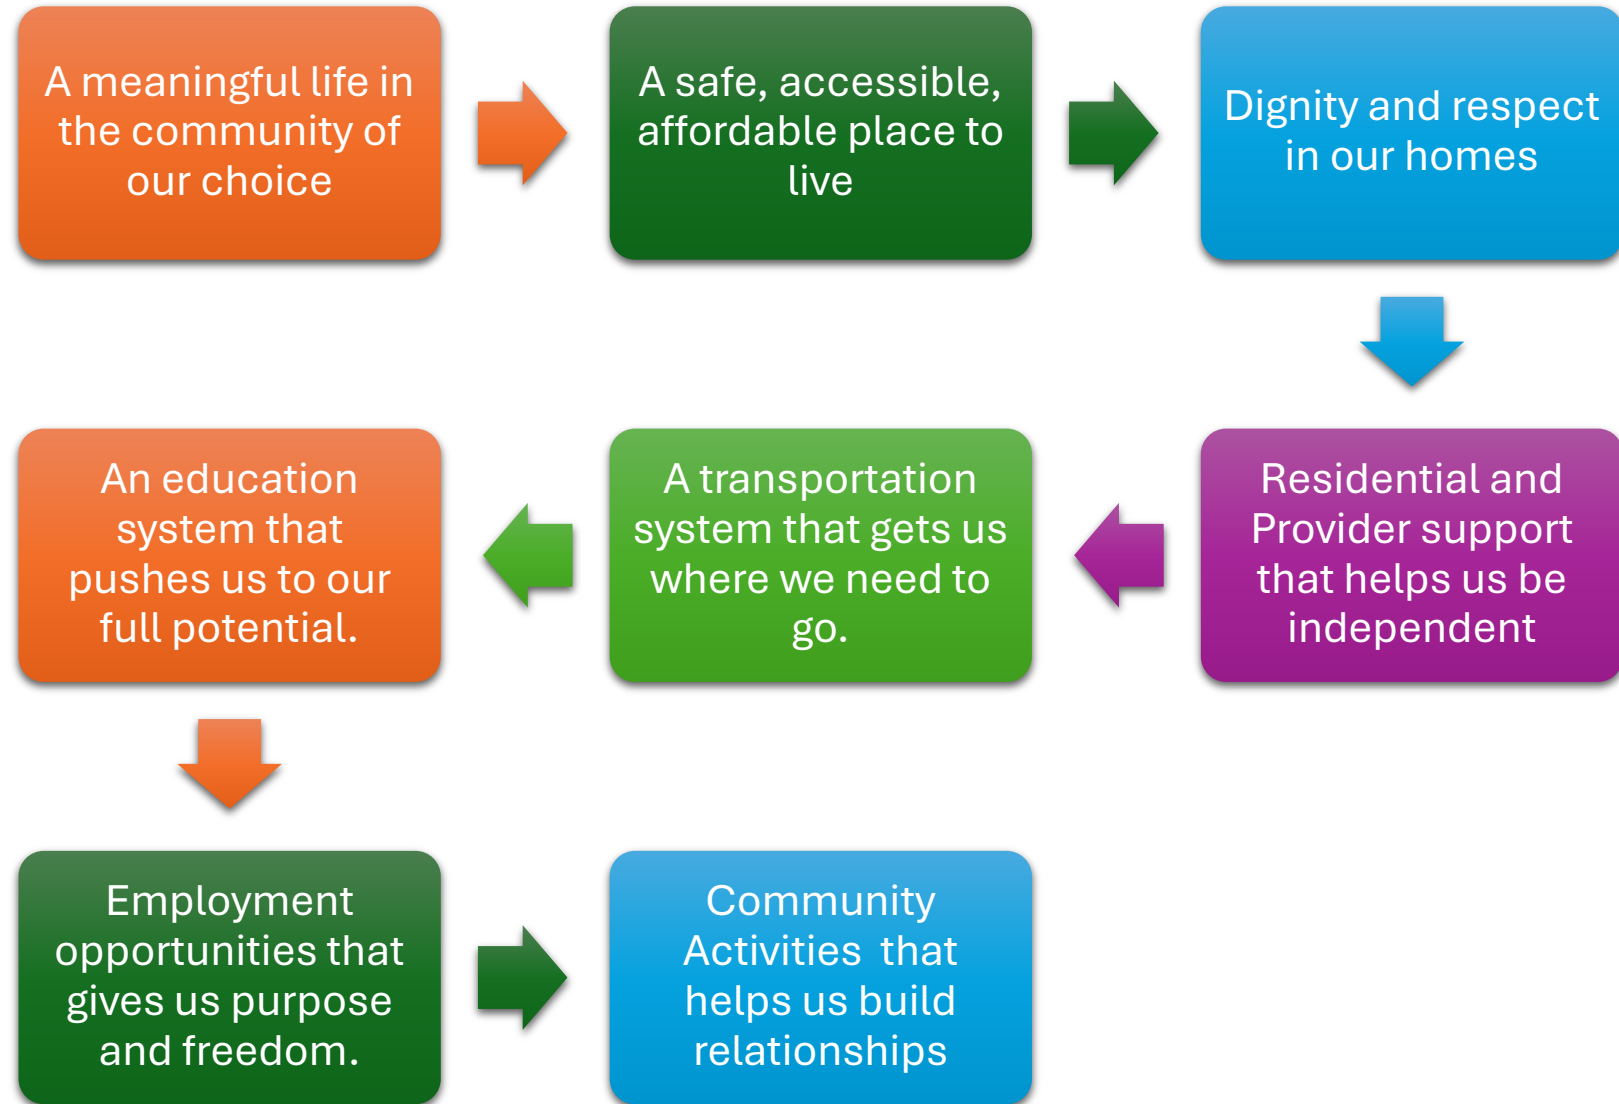 A meaningful life in
the community of
our choice
A safe, accessible,
affordable place to
live
Dignity and respect
in our homes
Residential and
Provider support
that helps us be
independent
A transportation
system that gets us
where we need to
go.
An education
system that
pushes us to our
full potential.
Employment
opportunities that
gives us purpose
and freedom.
Community
Activities  that
helps us build
relationships